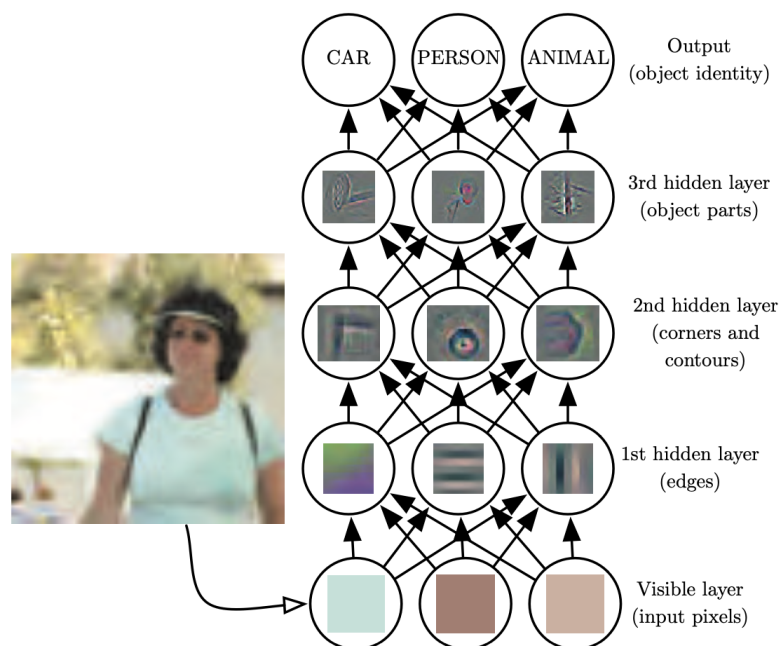 CAR
PERSON
ANIMAL
Output
(object identity)
3rd hidden layer
(object parts)
2nd hidden layer
(corners and
contours)
1st hidden layer
(edges)
Visible layer
(input pixels)